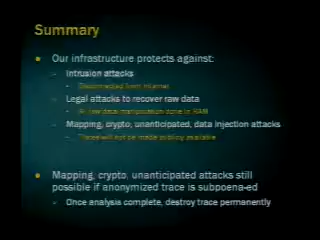 Summary
Our infrastructure protects against:
Intrusion attacks
Disconnected from internet
Legal attacks to recover raw data
All raw data manipulation done in RAM
Mapping, crypto, unanticipated, data injection attacks
Traces will not be made publicly available
Mapping, crypto, unanticipated attacks still
possible if anonymized trace is subpoena-ed
Once analysis complete, destroy trace permanently